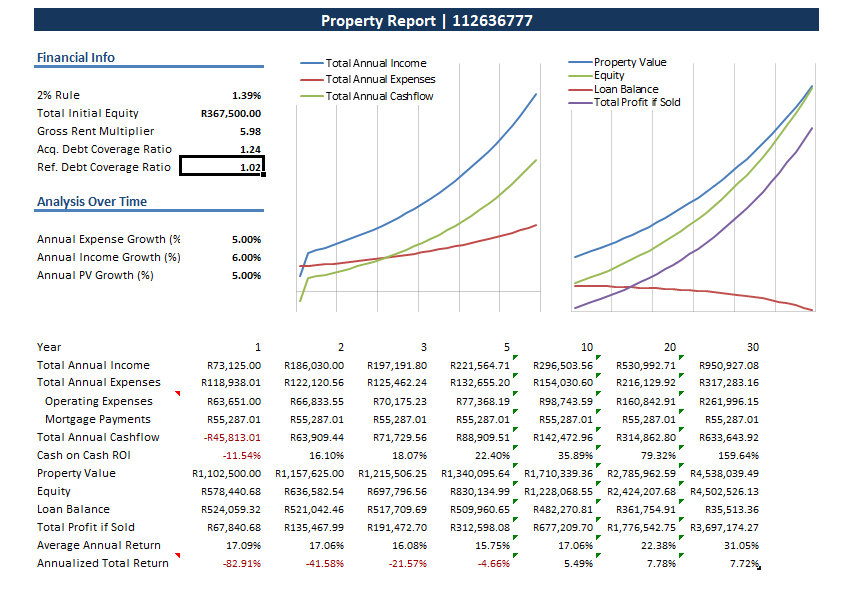 Property Report | 112636777
Financial Info
2% Rule 1.39%
Total Initial Equity R367,500.00
Gross Rent Multiplier 5.98
Acq. Debt Coverage Ratio 1.24
Ref. Debt Coverage Ratio 1.02
Analysis Over Time
Annual Expense Growth (% 5.00%
Annual Income Growth (%) 6.00%
Annual PV Growth (%) 5.00%
Total Annual Income
Total Annual Expenses
Total Annual Cashflow
Property Value
Equity
Loan Balance
Total Profit if Sold
Year 1 2 3 5 10 20 30
Total Annual Income R73,125.00 R186,030.00 R197,191.80 R221,564.71 R296,503.56 R530,992.71 R950,927.08
Total Annual Expenses R118,938.01 R122,120.56 R125,462.24 R132,655.20 R154,030.60 R216,129.92 R317,283.16
Operating Expenses R63,651.00 R66,833.55 R70,175.23 R77,368.19 R98,743.59 R160,842.91 R261,996.15
Mortgage Payments R55,287.01 R55,287.01 R55,287.01 R55,287.01 R55,287.01 R55,287.01 R55,287.01
Total Annual Cashflow -R45,813.01 R63,909.44 R71,729.56 R88,909.51 R142,472.96 R314,862.80 R633,643.92
Cash on Cash ROI -11.54% 16.10% 18.07% 22.40% 35.89% 79.32% 159.64%
Property Value R1,102,500.00 R1,157,625.00 R1,215,506.25 R1,340,095.64 R1,710,339.36 R2,785,962.59 R4,538,039.49
Equity R578,440.68 R636,582.54 R697,796.56 R830,134.99 R1,228,068.55 R2,424,207.68 R4,502,526.13
Loan Balance R524,059.32 R521,042.46 R517,709.69 R509,960.65 R482,270.81 R361,754.91 R35,513.36
Total Profit if Sold R67,840.68 R135,467.99 R191,472.70 R312,598.08 R677,209.70 R1,776,542.75 R3,697,174.27
Average Annual Return 17.09% 17.06% 16.08% 15.75% 17.06% 22.38% 31.05%
Annualized Total Return -82.91% -41.58% -21.57% -4.66% 5.49% 7.78% 7.72%